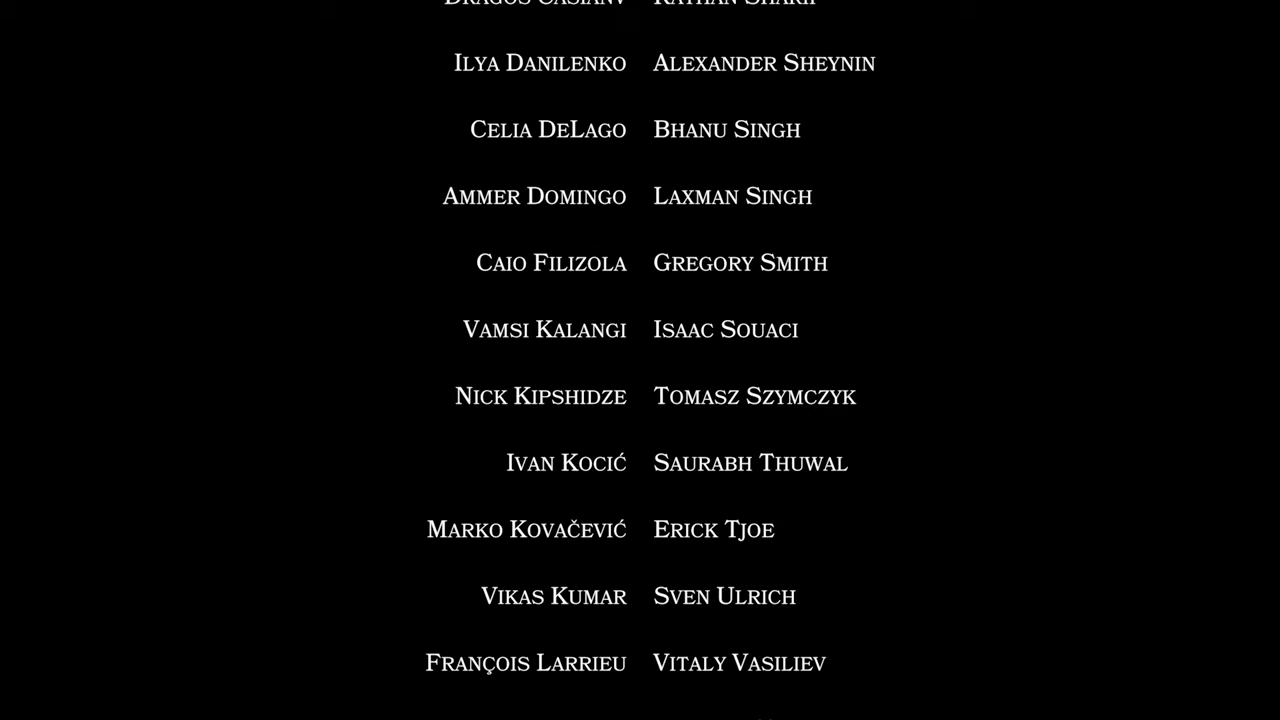 Ilya Danilenko Alexander Sheynin
Celia DeLago Bhanu Singh
Ammer Domingo Laxman Singh
Caio Filizola Gregory Smith
Vamsi Kalangi Isaac Souaci
Nick Kipshidze Tomasz Szymczyk
Ivan Kocić Saurabh Thuwal
Marko Kovačević Erick Tjoe
Vikas Kumar Sven Ulrich
François Larrieu Vitaly Vasiliev